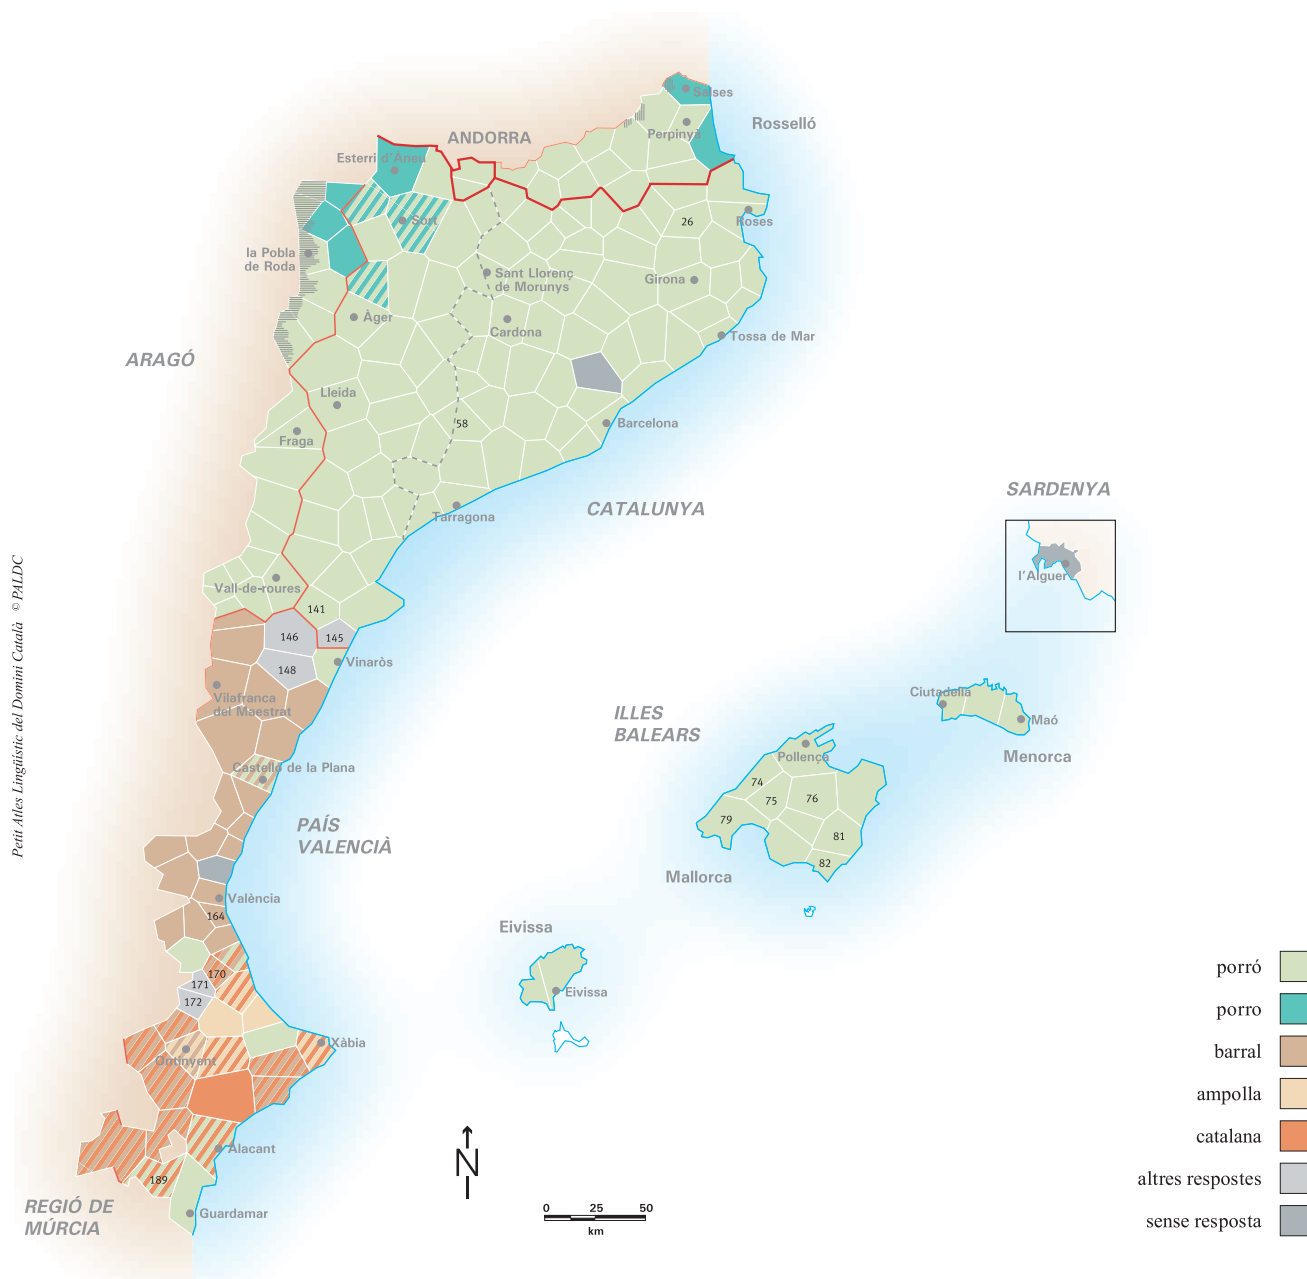 Salses
Rosselló
Perpinyà
ANDORRA
Esterri d'Àneu
Sort
Roses
26
la Pobla
de Roda
Sant Llorenç
de Morunys
Girona
Àger
Cardona
Tossa de Mar
ARAGÓ
Lleida
58
Barcelona
Fraga
SARDENYA
l'Alguer
CATALUNYA
Tarragona
Vall-de-roures
141
146
145
148
Vinaròs
Vilafranca
del Maestrat
Castelló de la Plana
PAÍS
VALENCIÀ
ILLES
BALEARS
Ciutadella
Maó
Menorca
Pollença
74
75
76
79
81
82
Mallorca
València
164
Eivissa
Eivissa
170
171
172
Xàbia
Ontinyent
Alacant
189
Guardamar
REGIÓ DE
MÚRCIA
N
0 25 50
km
porró
porro
barral
ampolla
catalana
altres respostes
sense resposta
Petit Atles Lingüístic del Domini Català © PALDC